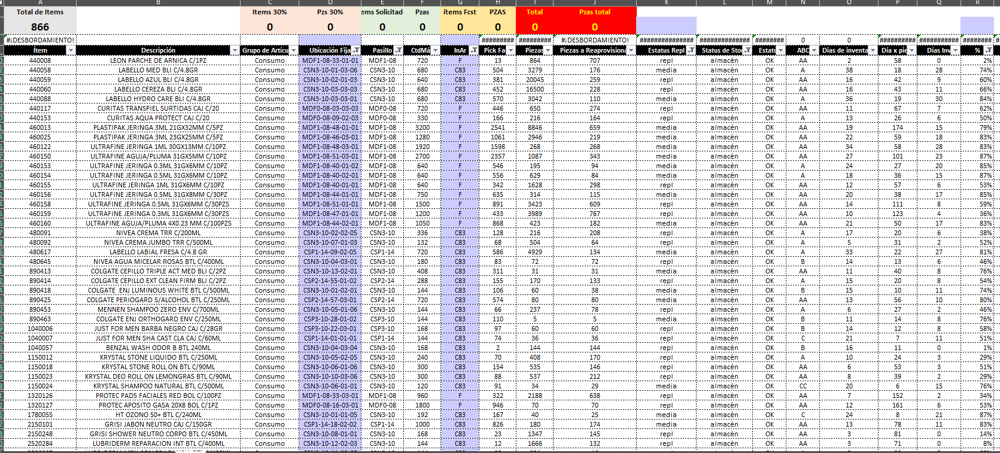 A B C D E F G H I J K L M N O P Q R
Total de Items Items 30% Pzs 30% ems Solicitad Pzas ítems Fcst PZAS Total Pzas total
866 0 0 0 0 0 0 0 0
#¡DESBORDAMIENTO! ######### ######### #¡DESBORDAMIENTO! ############### ############## ######## 0 0 ########## ########### ########
Ítem Descripción Grupo de Artícu Ubicación Fija Pasillo CtdMá InAr Pick Fa Piezas Piezas a Reaprovisiona Estatus Repl Status de Sto Estatu ABC Dias de inventa Día x pie Días Inv %
440008 LEON PARCHE DE ARNICA C/1PZ Consumo MDF1-08-33-01-01 MDF1-08 720 F 13 864 707 repl almacén OK AA 2 58 0 2%
440058 LABELLO MED BLI C/4.8GR Consumo CSN3-10-01-03-06 CSN3-10 680 C83 504 3279 176 media almacén OK A 38 18 28 74%
440059 LABELLO AZUL BLI C/4.8GR Consumo CSN3-10-02-01-03 CSN3-10 640 C83 381 20045 259 repl almacén OK AA 16 42 9 60%
440060 LABELLO CEREZA BLI C/4.8GR Consumo CSN3-10-03-03-03 CSN3-10 680 C83 452 16500 228 repl almacén OK AA 16 43 11 66%
440088 LABELLO HYDRO CARE BLI C/4.8GR Consumo CSN3-10-03-03-01 CSN3-10 680 C83 570 3042 110 media almacén OK A 36 19 30 84%
440117 CURITAS TRANSPIEL SURTIDAS CAJ C/20 Consumo MDF0-08-03-03-03 MDF0-08 720 F 446 650 274 repl almacén OK AA 11 67 7 62%
440153 CURITAS AQUA PROTECT CAJ C/20 Consumo MDF0-08-09-02-03 MDF0-08 330 F 166 216 164 repl almacén OK A 13 26 6 50%
460013 PLASTIPAK JERINGA 3ML 21GX32MM C/5PZ Consumo MDF1-08-48-01-01 MDF1-08 3200 F 2541 8846 659 media almacén OK AA 19 174 15 79%
460025 PLASTIPAK JERINGA 3ML 23GX25MM C/5PZ Consumo MDF1-08-46-03-01 MDF1-08 1280 F 1061 2946 219 media almacén OK AA 22 59 18 83%
460122 ULTRAFINE JERINGA 1ML 30GX13MM C/10PZ Consumo MDF1-08-48-03-01 MDF1-08 1920 F 1598 268 268 media almacén OK AA 34 58 28 83%
460150 ULTRAFINE AGUJA/PLUMA 31GX5MM C/10PZ Consumo MDF1-08-51-03-01 MDF1-08 2700 F 2357 1087 343 media almacén OK AA 27 101 23 87%
460153 ULTRAFINE JERINGA 0.3ML 31GX6MM C/10PZ Consumo MDF1-08-40-01-02 MDF1-08 640 F 546 195 94 media almacén OK A 24 27 20 85%
460154 ULTRAFINE JERINGA 0.5ML 31GX6MM C/10PZ Consumo MDF1-08-40-02-01 MDF1-08 640 F 556 629 84 media almacén OK A 18 36 15 87%
460155 ULTRAFINE JERINGA 1ML 31GX6MM C/10PZ Consumo MDF1-08-40-01-01 MDF1-08 640 F 342 1628 298 repl almacén OK AA 12 57 6 53%
460156 ULTRAFINE JERINGA 0.5ML 31GX8MM C/30PZ Consumo MDF1-08-44-01-01 MDF1-08 750 F 635 314 115 media almacén OK AA 20 38 17 85%
460158 ULTRAFINE JERINGA 0.5ML 31GX6MM C/30PZS Consumo MDF1-08-51-01-01 MDF1-08 1500 F 891 3423 609 repl almacén OK AA 14 111 8 59%
460159 ULTRAFINE JERINGA 0.3ML 31GX6MM C/30PZS Consumo MDF1-08-47-01-01 MDF1-08 1200 F 433 3989 767 repl almacén OK AA 10 123 4 36%
460160 ULTRAFINE AGUJA/PLUMA 4X0.23 MM C/100PZS Consumo MDF1-08-44-02-01 MDF1-08 1050 F 868 423 182 media almacén OK AA 21 50 17 83%
480091 NIVEA CREMA TRR C/200ML Consumo CSN3-10-02-02-05 CSN3-10 336 C83 128 216 208 repl almacén OK A 17 20 6 38%
480092 NIVEA CREMA JUMBO TRR C/500ML Consumo CSN3-10-07-01-03 CSN3-10 132 C83 68 504 64 repl almacén OK A 5 31 2 52%
480617 LABELLO LABIAL FRESA C/4.8 GR Consumo CSP1-14-09-02-05 CSP1-14 720 C83 586 4929 134 media almacén OK A 33 22 27 81%
480645 NIVEA AGUA MICELAR ROSAS BTL C/400ML Consumo CSN3-10-04-03-01 CSN3-10 180 C83 83 72 72 repl almacén OK B 14 13 6 46%
890413 COLGATE CEPILLO TRIPLE ACT MED BLI C/2PZ Consumo CSN3-10-13-02-01 CSN3-10 408 C83 311 31 31 media almacén OK AA 11 40 8 76%
890414 COLGATE CEPILLO EXT CLEAN FIRM BLI C/2PZ Consumo CSP2-14-55-01-02 CSP2-14 288 C83 155 170 133 repl almacén OK A 15 20 8 54%
890418 COLGATE ENJ LUMINOUS WHITE BTL C/500ML Consumo CSN3-10-01-02-01 CSN3-10 144 C83 106 60 38 media almacén OK B 15 10 11 74%
890425 COLGATE PERIOGARD S/ALCOHOL BTL C/250ML Consumo CSP2-14-57-03-01 CSP2-14 720 C83 574 80 80 media almacén OK AA 13 56 10 80%
890453 MENNEN SHAMPOO ZERO ENV C/700ML Consumo CSN3-10-05-01-06 CSN3-10 144 C83 66 237 78 repl almacén OK A 6 27 2 46%
890463 COLGATE ENJ ORTHOGARD ENV C/250ML Consumo CSP3-10-28-01-02 CSP3-10 144 C83 110 5 5 media almacén OK B 11 14 8 76%
1040006 JUST FOR MEN BARBA NEGRO CAJ C/28GR Consumo CSP3-10-22-03-01 CSP3-10 168 C83 97 60 60 repl almacén OK B 14 12 8 58%
1040007 JUST FOR MEN SHA CAST CLA CAJ C/60ML Consumo CSP1-14-01-01-01 CSP1-14 144 C83 74 36 36 repl almacén OK C 21 7 11 51%
1040057 BENZAL WASH ODOR B BTL 240ML Consumo CSN3-10-04-03-04 CSN3-10 168 C83 2 144 144 repl almacén OK B 16 11 0 1%
1150012 KRYSTAL STONE LIQUIDO BTL C/250ML Consumo CSN3-10-05-02-05 CSN3-10 240 C83 70 408 170 repl almacén OK A 10 24 3 29%
1150018 KRYSTAL STONE ROLL ON BTL C/90ML Consumo CSN3-10-06-01-06 CSN3-10 300 C83 154 535 146 repl almacén OK AA 6 53 3 51%
1150023 KRYSTAL DEO ROLL ON LEMONGRAS BTL C/90ML Consumo CSN3-10-10-03-06 CSN3-10 300 C83 88 537 212 repl almacén OK AA 8 39 2 29%
1150024 KRYSTAL SHAMPOO NATURAL BTL C/500ML Consumo CSN3-10-06-01-01 CSN3-10 120 C83 91 34 29 media almacén OK CC 20 6 15 76%
1320126 PROTEC PADS FACIALES RED BOL C/100PZ Consumo MDF1-08-33-03-01 MDF1-08 960 F 322 2188 638 repl almacén OK AA 7 152 2 34%
1320127 PROTEC APOSITO GASA 20X8 BOL C/1PZ Consumo MDF0-08-16-03-01 MDF0-08 1800 F 946 70 70 repl almacén OK AA 12 161 6 53%
1780055 HT OZONO 50+ BTL C/240ML Consumo CSN3-10-01-01-05 CSN3-10 192 C83 167 40 25 media almacén OK C 24 8 21 87%
2150101 GRISI JABON NEUTRO CAJ C/150GR Consumo CSP1-14-18-02-02 CSP1-14 1000 C83 826 180 174 media almacén OK AA 13 78 11 83%
2150248 GRISI SHOWER NEUTRO CORPO BTL C/450ML Consumo CSN3-10-08-01-01 CSN3-10 168 C83 23 1347 145 repl almacén OK AA 3 81 0 14%
2520284 LUBRIDERM REPARACION INT BTL C/400ML Consumo CSN3-10-12-02-03 CSN3-10 144 C83 12 1666 132 repl almacén OK AA 3 71 0 8%